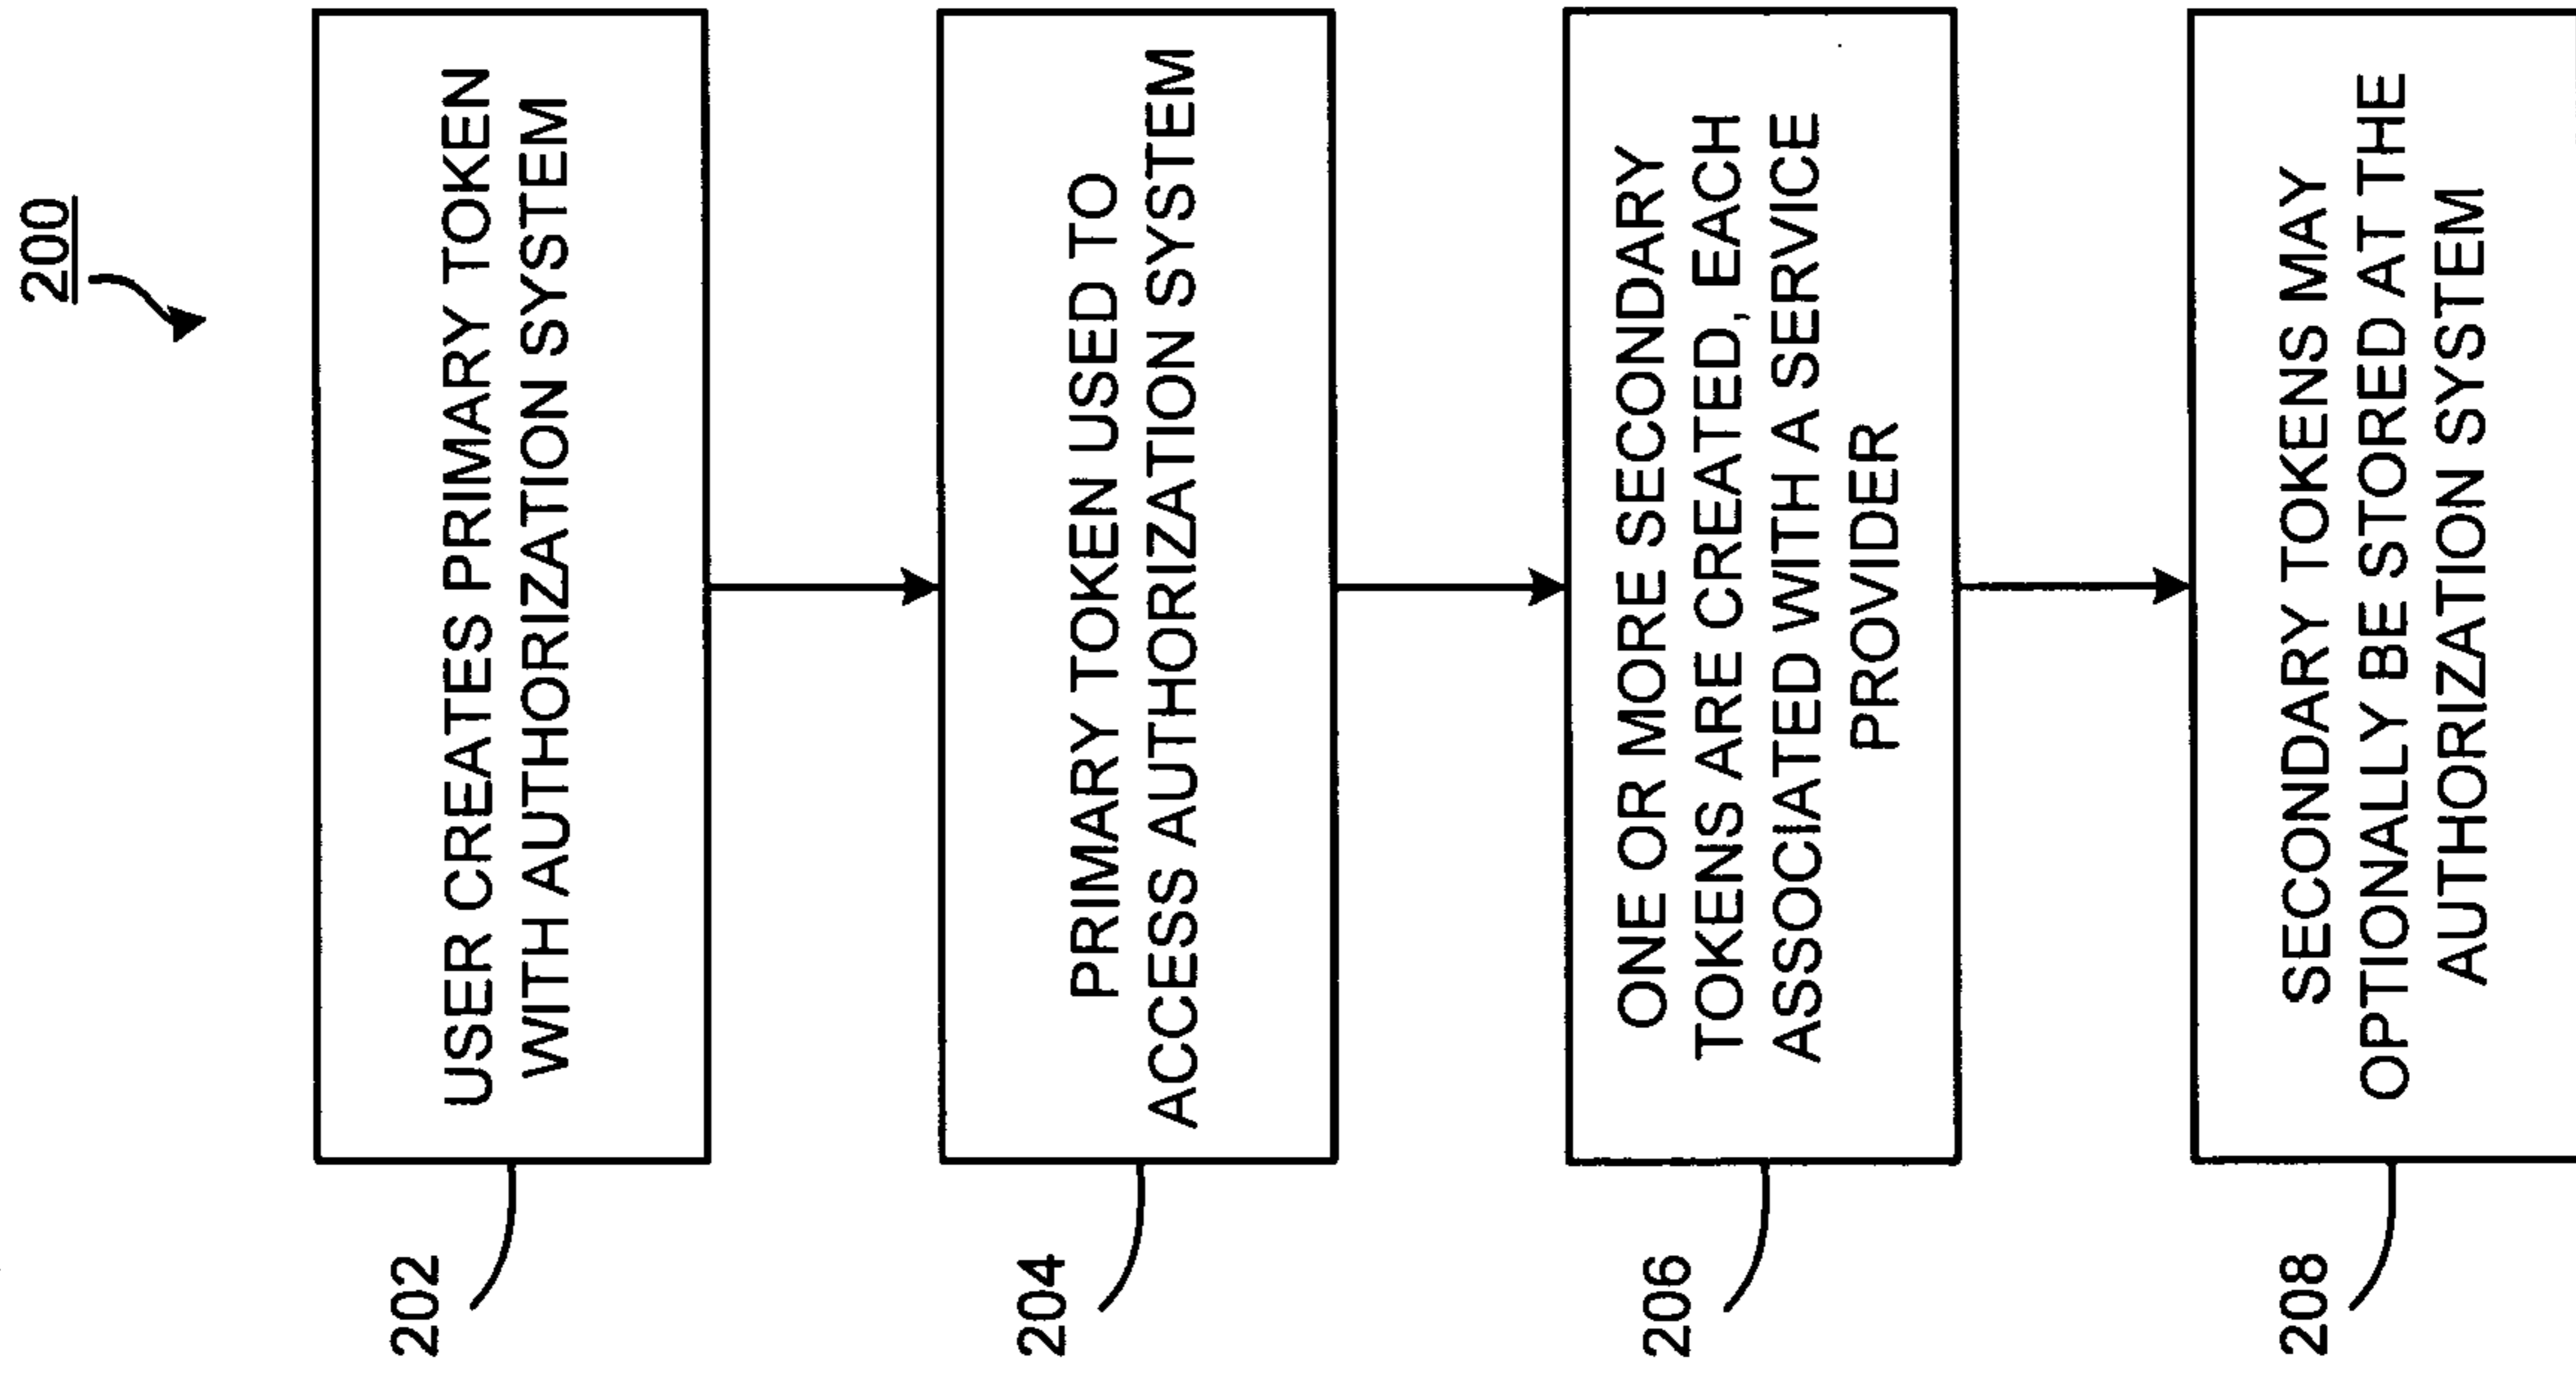 200
202
USER CREATES PRIMARY TOKEN
WITH AUTHORIZATION SYSTEM
204
PRIMARY TOKEN USED TO
ACCESS AUTHORIZATION SYSTEM
206
ONE OR MORE SECONDARY
TOKENS ARE CREATED, EACH
ASSOCIATED WITH A SERVICE
PROVIDER
208
SECONDARY TOKENS MAY
OPTIONALLY BE STORED AT THE
AUTHORIZATION SYSTEM